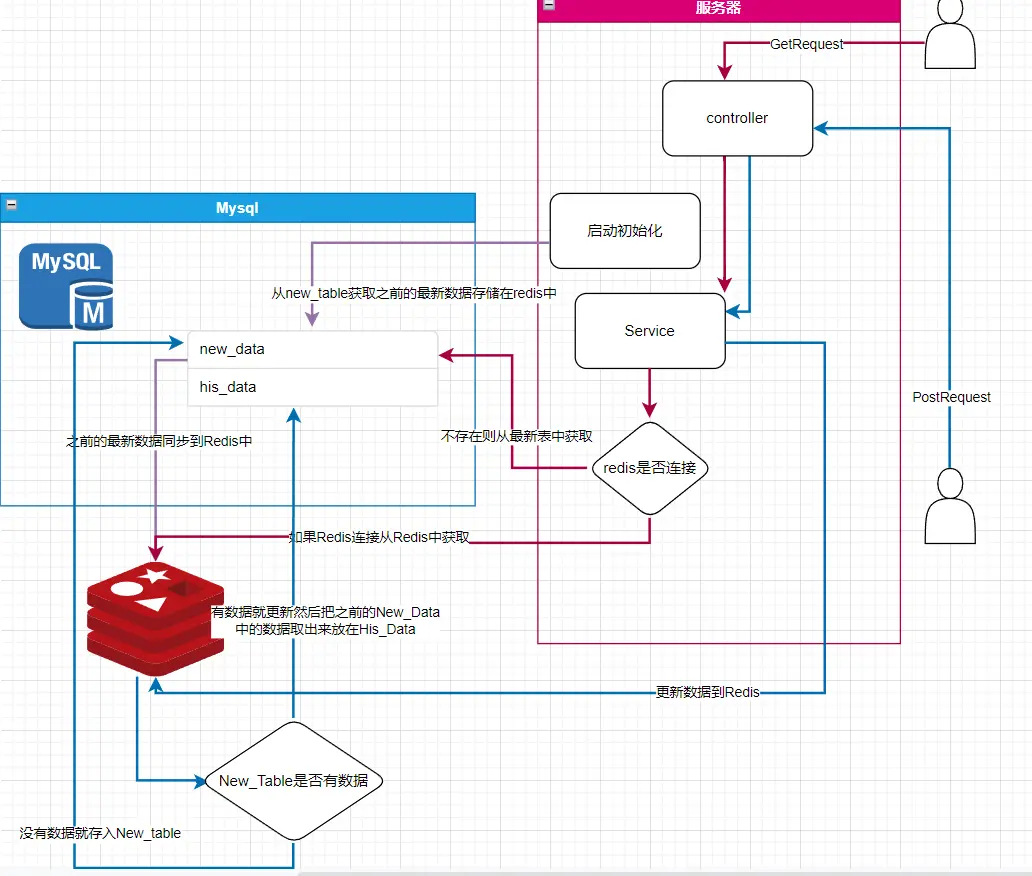 服务器
GetRequest
controller
Mysql
启动初始化
MySQL
M
从new_table获取之前的最新数据存储在redis中
Service
new_data
his_data
PostRequest
之前的最新数据同步到Redis中
不存在则从最新表中获取
redis是否连接
如果Redis连接从Redis中获取
有数据就更新然后把之前的New_Data
中的数据取出来放在His_Data
更新数据到Redis
New_Table是否有数据
没有数据就存入New_table